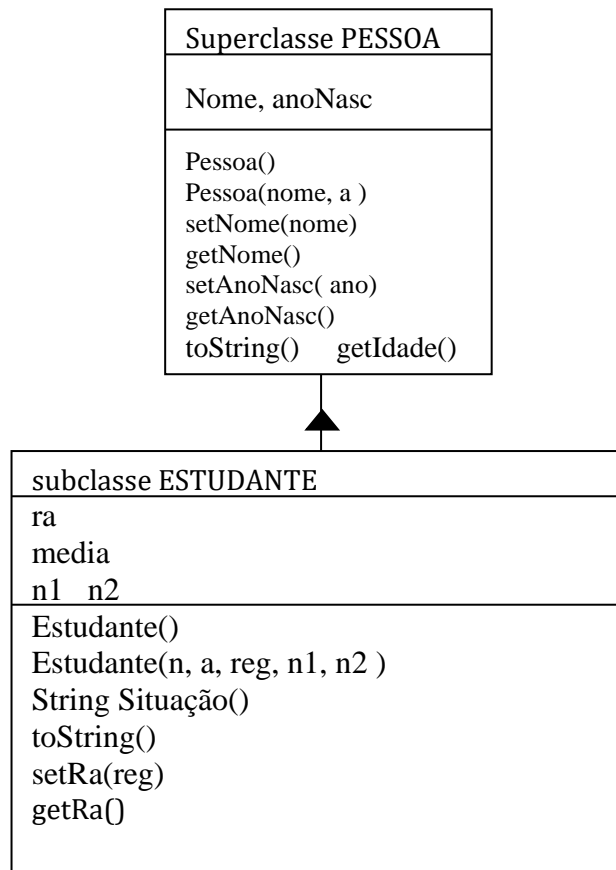 Superclasse PESSOA
Nome, anoNasc
Pessoa()
Pessoa(nome, a )
setNome(nome)
getNome()
setAnoNasc( ano)
getAnoNasc()
toString() getIdade()
subclasse ESTUDANTE
ra
media
n1 n2
Estudante()
Estudante(n, a, reg, n1, n2 )
String Situação()
toString()
setRa(reg)
getRa()